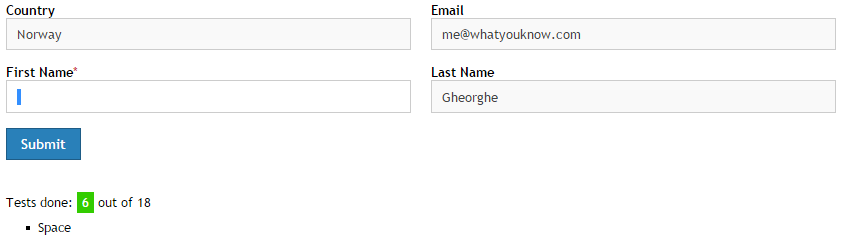 Country Email
Norway me@whatyouknow.com
First Name* Last Name
Gheorghe
Submit
Tests done: 6 out of 18
Space